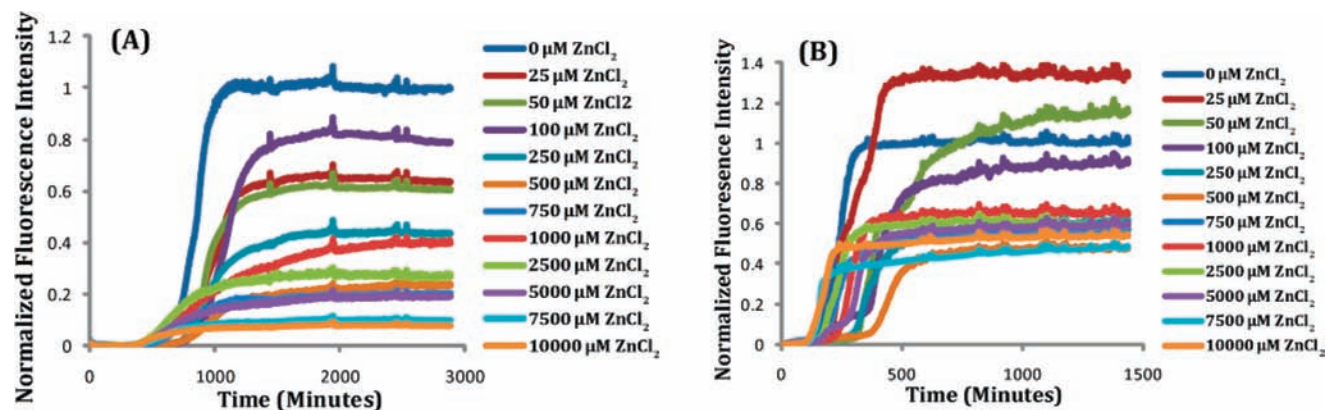 (A)
Normalized Fluorescence Intensity
1.2
1
0.8
0.6
0.4
0.2
0
0
1000
2000
3000
Time (Minutes)
0 μM ZnCl₂
25 μM ZnCl₂
50 μM ZnCl2
100 μM ZnCl₂
250 μM ZnCl₂
500 μM ZnCl₂
750 μM ZnCl₂
1000 μM ZnCl₂
2500 μM ZnCl₂
5000 μM ZnCl₂
7500 μM ZnCl₂
10000 μM ZnCl₂
(B)
Normalized Fluorescence Intensity
1.4
1.2
1
0.8
0.6
0.4
0.2
0
0
500
1000
1500
Time (Minutes)
0 μM ZnCl₂
25 μM ZnCl₂
50 μM ZnCl₂
100 μM ZnCl₂
250 μM ZnCl₂
500 μM ZnCl₂
750 μM ZnCl₂
1000 μM ZnCl₂
2500 μM ZnCl₂
5000 μM ZnCl₂
7500 μM ZnCl₂
10000 μM ZnCl₂